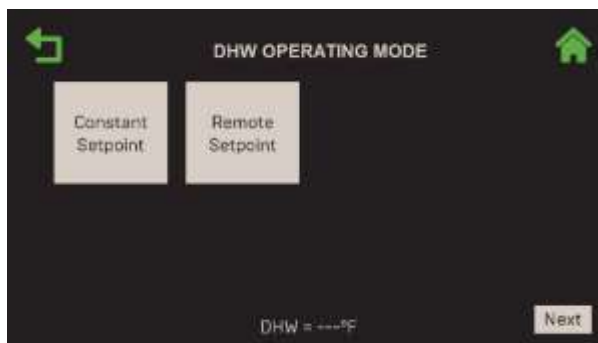 DHW OPERATING MODE
Constant
Setpoint
Remote
Setpoint
DHW = ---°F
Next